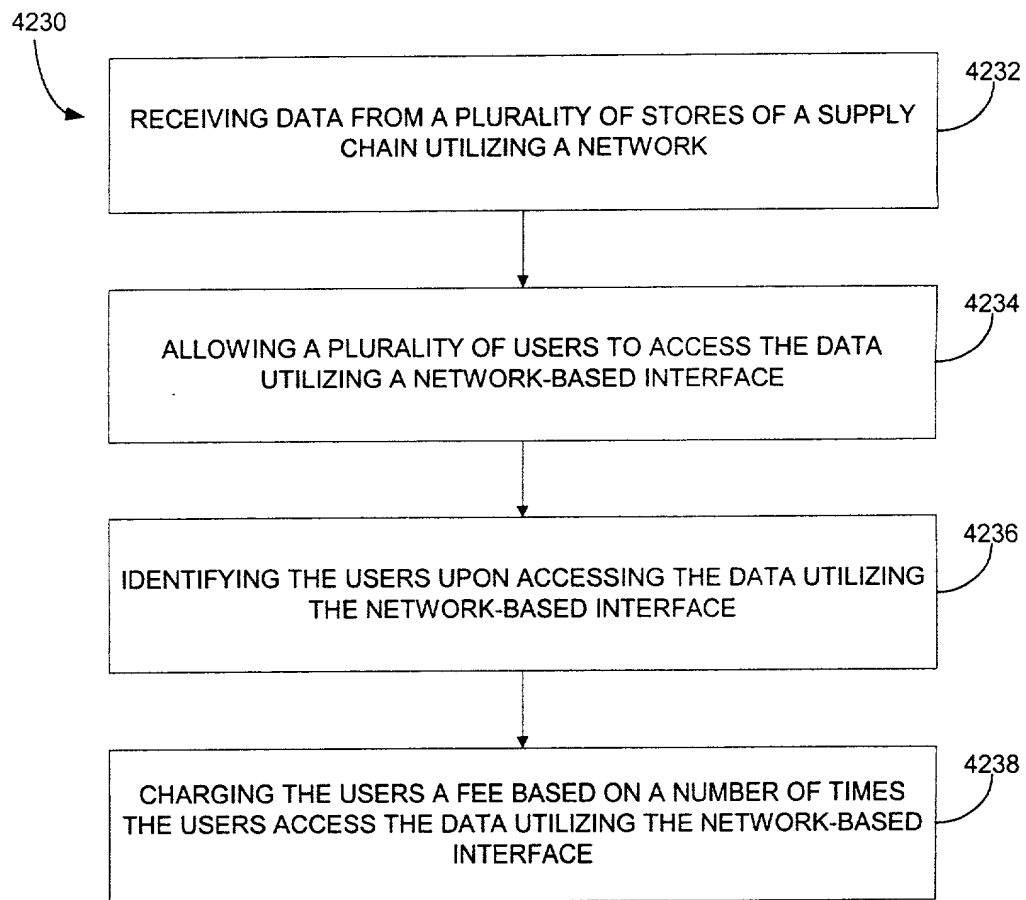 4230
4232
RECEIVING DATA FROM A PLURALITY OF STORES OF A SUPPLY
CHAIN UTILIZING A NETWORK
4234
ALLOWING A PLURALITY OF USERS TO ACCESS THE DATA
UTILIZING A NETWORK-BASED INTERFACE
4236
IDENTIFYING THE USERS UPON ACCESSING THE DATA UTILIZING
THE NETWORK-BASED INTERFACE
4238
CHARGING THE USERS A FEE BASED ON A NUMBER OF TIMES
THE USERS ACCESS THE DATA UTILIZING THE NETWORK-BASED
INTERFACE